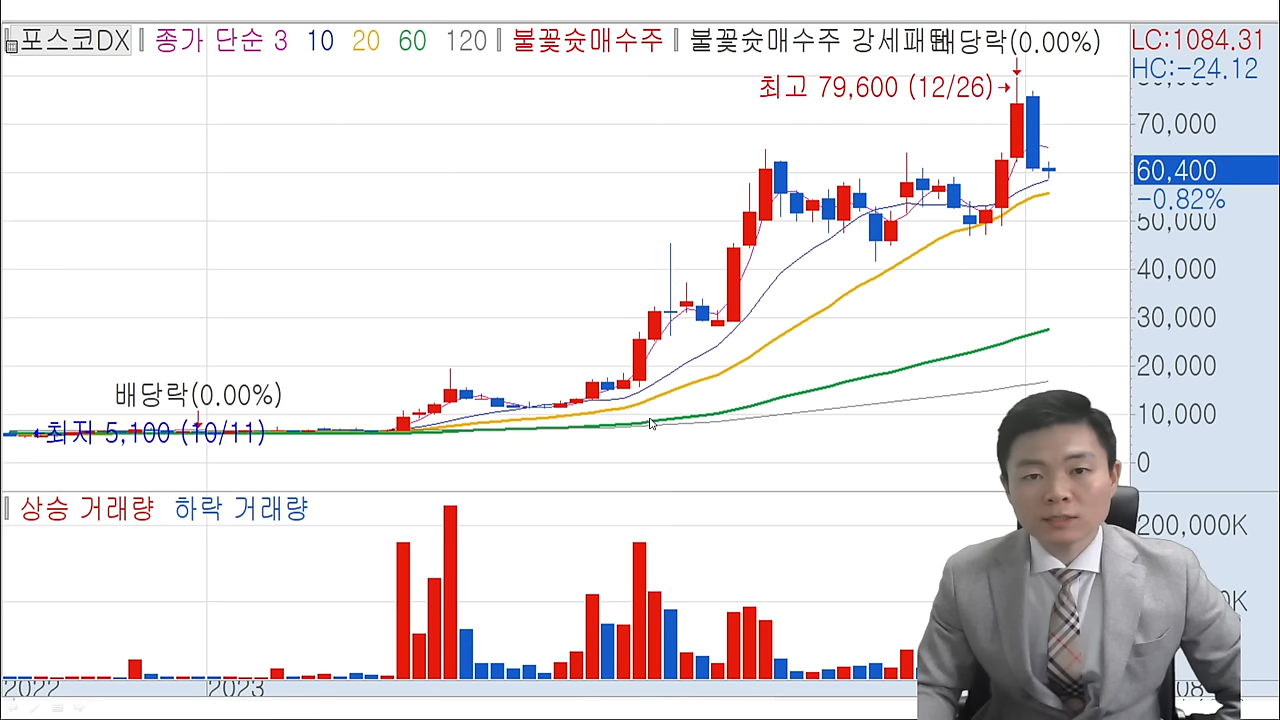 포스코DX 종가 단순 3 10 20 60 120 불꽃슛매수주 불꽃슛매수주 강세패턴 배당락(0.00%) LC:1084.31
HC:-24.12
최고 79,600 (12/26)
70,000
60,400
-0.82%
50,000
40,000
30,000
20,000
배당락(0.00%)
10,000
최저 5,100 (10/11)
0
상승 거래량 하락 거래량
200,000K
2022 2023